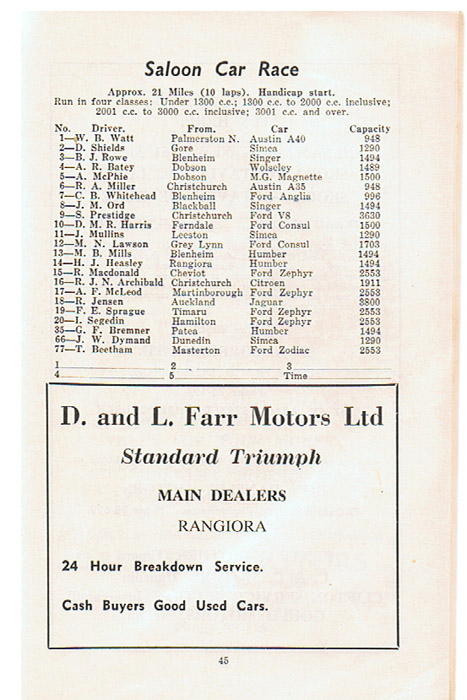 Saloon Car Race
Approx. 21 Miles (10 laps). Handicap start.
Run in four classes: Under 1300 c.c.; 1300 c.c. to 2000 c.c. inclusive;
2001 c.c. to 3000 c.c. inclusive; 3001 c.c. and over.
No. Driver. From. Car Capacity
1—W. B. Watt Palmerston N. Austin A40 948
2—D. Shields Gore Simca 1290
3—B. J. Rowe Blenheim Singer 1494
4—A. R. Batey Dobson Wolseley 1489
5—A. McPhie Dobson M.G. Magnette 1500
6—R. A. Miller Christchurch Austin A35 948
7—C. B. Whitehead Blenheim Ford Anglia 996
8—J. M. Ord Blackball Singer 1494
9—S. Prestidge Christchurch Ford V8 3630
10—D. M. R. Harris Ferndale Ford Consul 1500
11—J. Mullins Leeston Simca 1290
12—M. N. Lawson Grey Lynn Ford Consul 1703
13—M. B. Mills Blenheim Humber 1494
14—H. J. Heasley Rangiora Humber 1494
15—R. Macdonald Cheviot Ford Zephyr 2553
16—R. J. N. Archibald Christchurch Citroen 1911
17—A. F. McLeod Martinborough Ford Zephyr 2553
18—R. Jensen Auckland Jaguar 3800
19—F. E. Sprague Timaru Ford Zephyr 2553
20—I. Segedin Hamilton Ford Zephyr 2553
35—G. F. Bremner Patea Humber 1494
66—J. W. Dymand Dunedin Simca 1290
77—T. Beetham Masterton Ford Zodiac 2553
1 2 3
4 5 Time
D. and L. Farr Motors Ltd
Standard Triumph
MAIN DEALERS
RANGIORA
24 Hour Breakdown Service.
Cash Buyers Good Used Cars.
45